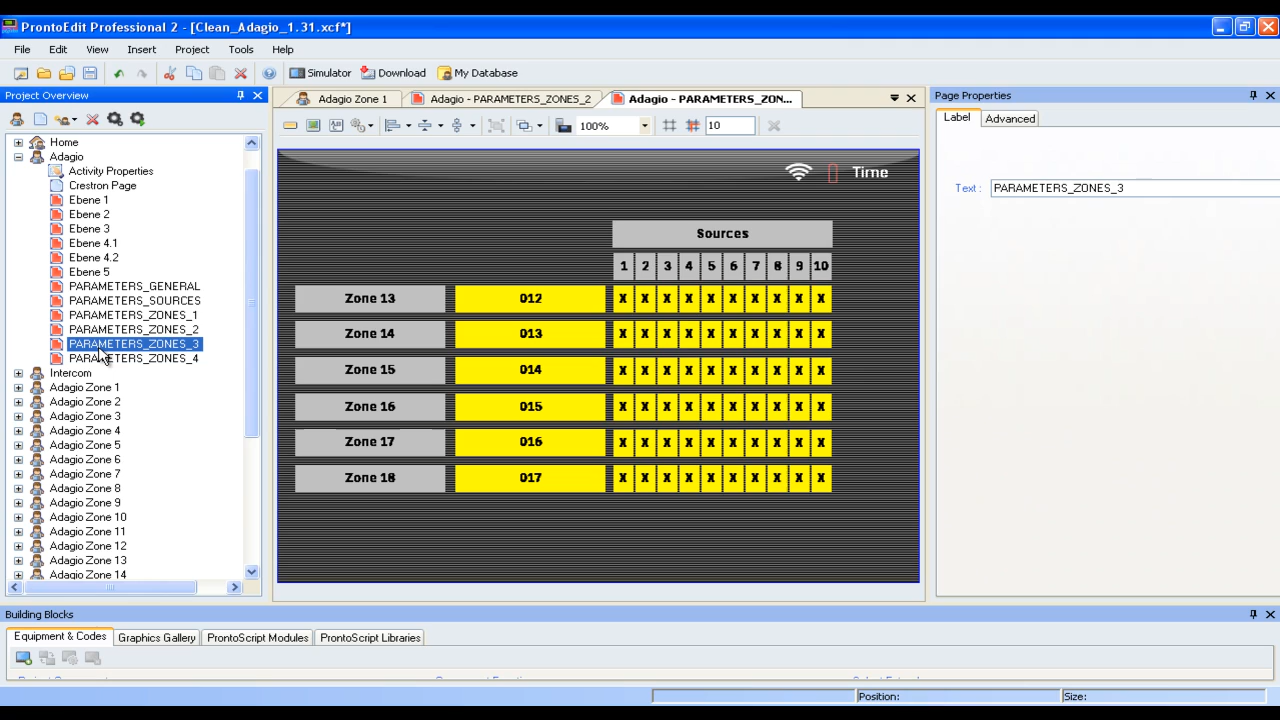 ProntoEdit Professional 2 - [Clean_Adagio_1.31.xcf*]
File Edit View Insert Project Tools Help
Simulator Download My Database
Project Overview
Home
Adagio
Activity Properties
Crestron Page
Ebene 1
Ebene 2
Ebene 3
Ebene 4.1
Ebene 4.2
Ebene 5
PARAMETERS_GENERAL
PARAMETERS_SOURCES
PARAMETERS_ZONES_1
PARAMETERS_ZONES_2
PARAMETERS_ZONES_3
PARAMETERS_ZONES_4
Intercom
Adagio Zone 1
Adagio Zone 2
Adagio Zone 3
Adagio Zone 4
Adagio Zone 5
Adagio Zone 6
Adagio Zone 7
Adagio Zone 8
Adagio Zone 9
Adagio Zone 10
Adagio Zone 11
Adagio Zone 12
Adagio Zone 13
Adagio Zone 14
Adagio Zone 1 Adagio - PARAMETERS_ZONES_2 Adagio - PARAMETERS_ZON...
100% 10
Time
Sources
1 2 3 4 5 6 7 8 9 10
Zone 13 012 X X X X X X X X X X
Zone 14 013 X X X X X X X X X X
Zone 15 014 X X X X X X X X X X
Zone 16 015 X X X X X X X X X X
Zone 17 016 X X X X X X X X X X
Zone 18 017 X X X X X X X X X X
Page Properties
Label Advanced
Text : PARAMETERS_ZONES_3
Building Blocks
Equipment & Codes Graphics Gallery ProntoScript Modules ProntoScript Libraries
Position: Size: